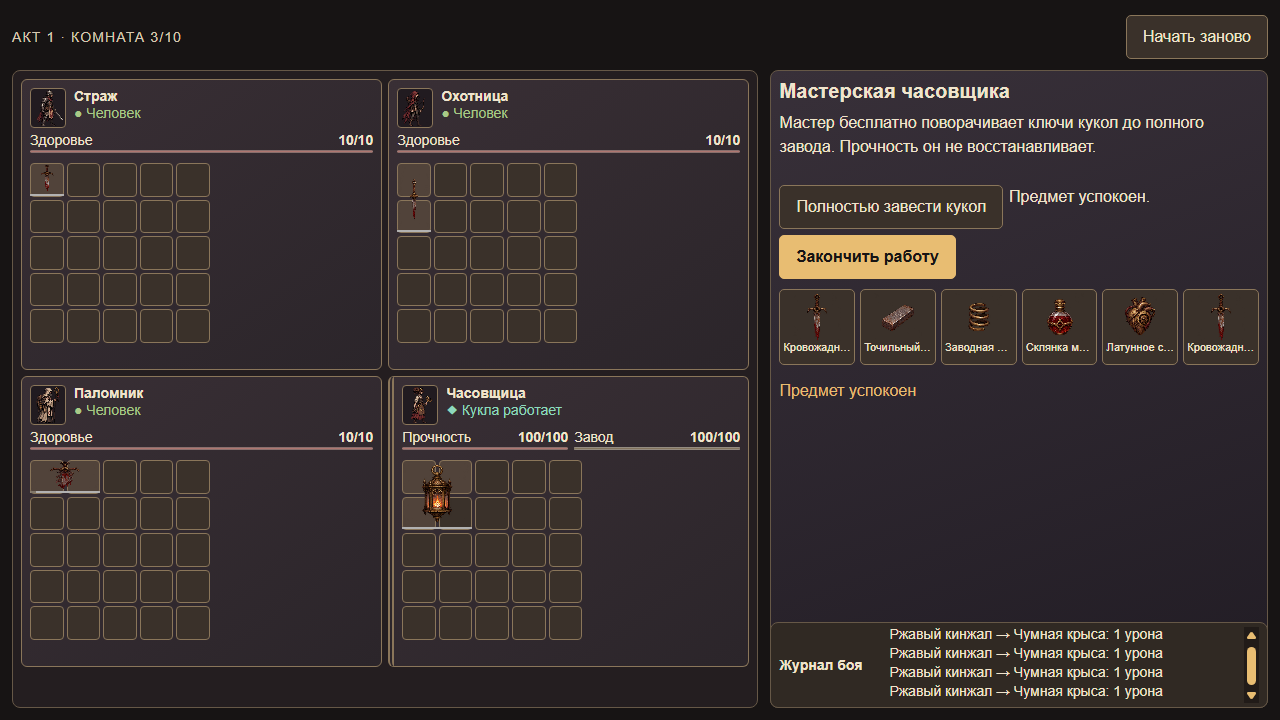 АКТ 1 · КОМНАТА 3/10
Начать заново
Страж
● Человек
Здоровье 10/10
Охотница
● Человек
Здоровье 10/10
Паломник
● Человек
Здоровье 10/10
Часовщица
◆ Кукла работает
Прочность 100/100 Завод 100/100
Мастерская часовщика
Мастер бесплатно поворачивает ключи кукол до полного
завода. Прочность он не восстанавливает.
Полностью завести кукол
Предмет успокоен.
Закончить работу
Кровожадн...
Точильный...
Заводная ...
Склянка м...
Латунное с...
Кровожадн...
Предмет успокоен
Журнал боя
Ржавый кинжал → Чумная крыса: 1 урона
Ржавый кинжал → Чумная крыса: 1 урона
Ржавый кинжал → Чумная крыса: 1 урона
Ржавый кинжал → Чумная крыса: 1 урона